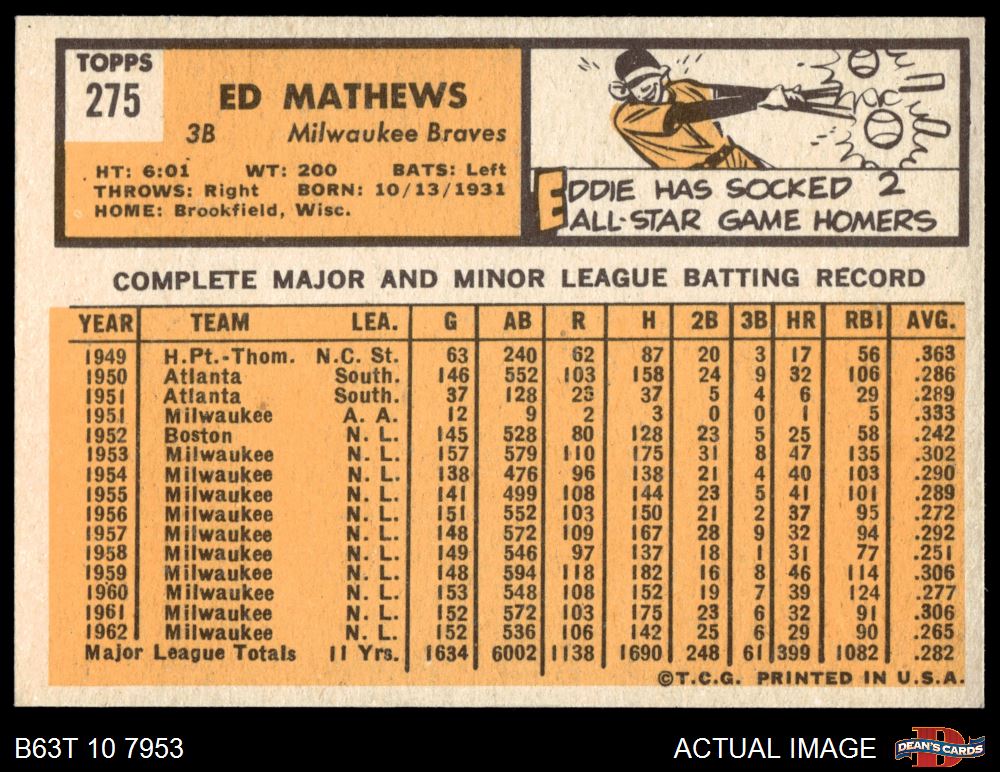 TOPPS
275
ED MATHEWS
3B Milwaukee Braves
HT: 6:01 WT: 200 BATS: Left
THROWS: Right BORN: 10/13/1931
HOME: Brookfield, Wisc.
EDDIE HAS SOCKED 2
ALL-STAR GAME HOMERS
COMPLETE MAJOR AND MINOR LEAGUE BATTING RECORD
YEAR TEAM LEA. G AB R H 2B 3B HR RBI AVG.
1949 H.Pt.-Thom. N.C. St. 63 240 62 87 20 3 17 56 .363
1950 Atlanta South. 146 552 103 158 24 9 32 106 .286
1951 Atlanta South. 37 128 23 37 5 4 6 29 .289
1951 Milwaukee A. A. 12 9 2 3 0 0 1 5 .333
1952 Boston N. L. 145 528 80 128 23 5 25 58 .242
1953 Milwaukee N. L. 157 579 110 175 31 8 47 135 .302
1954 Milwaukee N. L. 138 476 96 138 21 4 40 103 .290
1955 Milwaukee N. L. 141 499 108 144 23 5 41 101 .289
1956 Milwaukee N. L. 151 552 103 150 21 2 37 95 .272
1957 Milwaukee N. L. 148 572 109 167 28 9 32 94 .292
1958 Milwaukee N. L. 149 546 97 137 18 1 31 77 .251
1959 Milwaukee N. L. 148 594 118 182 16 8 46 114 .306
1960 Milwaukee N. L. 153 548 108 152 19 7 39 124 .277
1961 Milwaukee N. L. 152 572 103 175 23 6 32 91 .306
1962 Milwaukee N. L. 152 536 106 142 25 6 29 90 .265
Major League Totals 11 Yrs. 1634 6002 1138 1690 248 61 399 1082 .282
©T.C.G. PRINTED IN U.S.A.
B63T 10 7953 ACTUAL IMAGE
D
DEAN'S CARDS